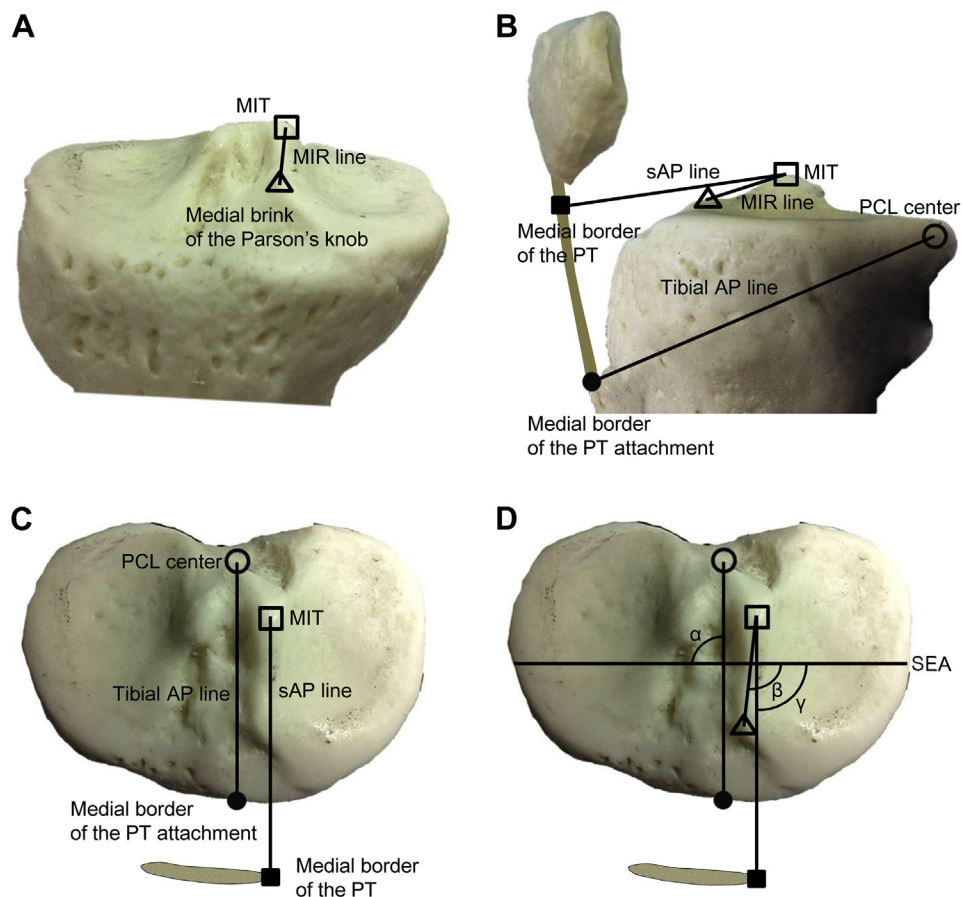 A
MIT
MIR line
Medial brink
of the Parson's knob
B
sAP line
MIT
MIR line
PCL center
Medial border
of the PT
Tibial AP line
Medial border
of the PT attachment
C
PCL center
MIT
Tibial AP line
sAP line
Medial border
of the PT attachment
Medial border
of the PT
D
α
SEA
β
γ